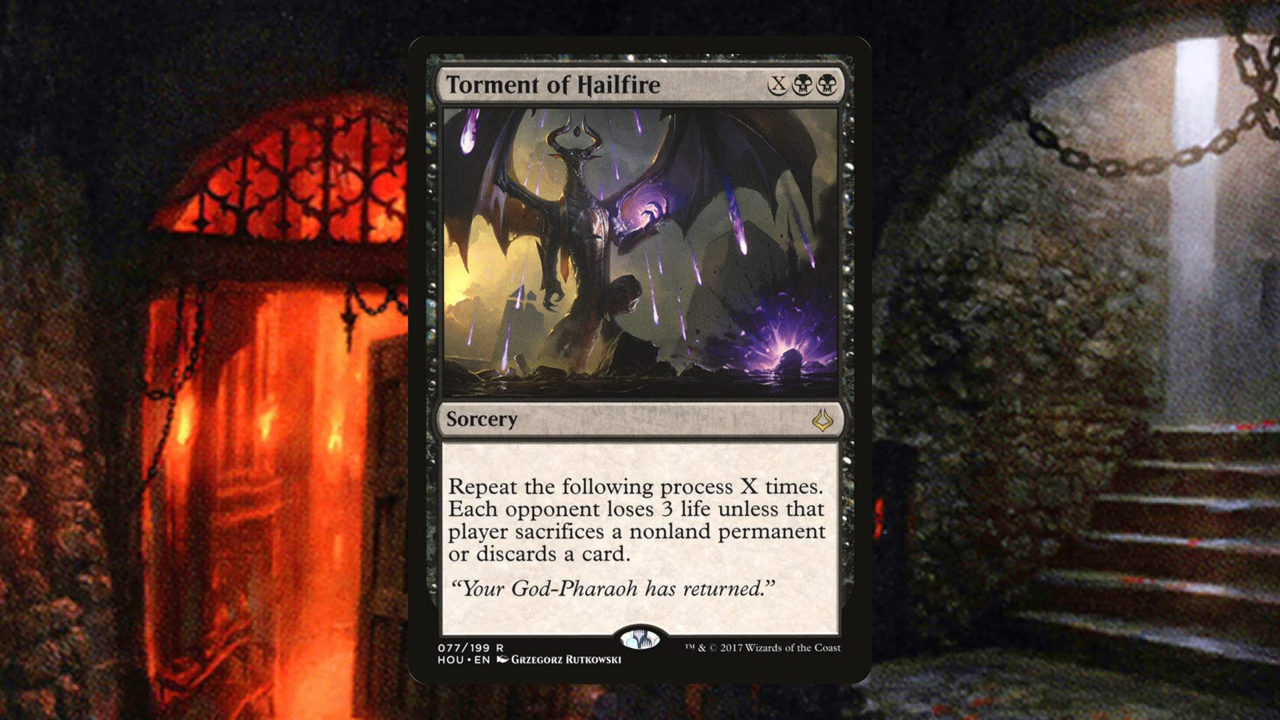 Torment of Hailfire X
Sorcery
Repeat the following process X times.
Each opponent loses 3 life unless that
player sacrifices a nonland permanent
or discards a card.
“Your God-Pharaoh has returned.”
077/199 R
HOU • EN GRZEGORZ RUTKOWSKI
™ & © 2017 Wizards of the Coast